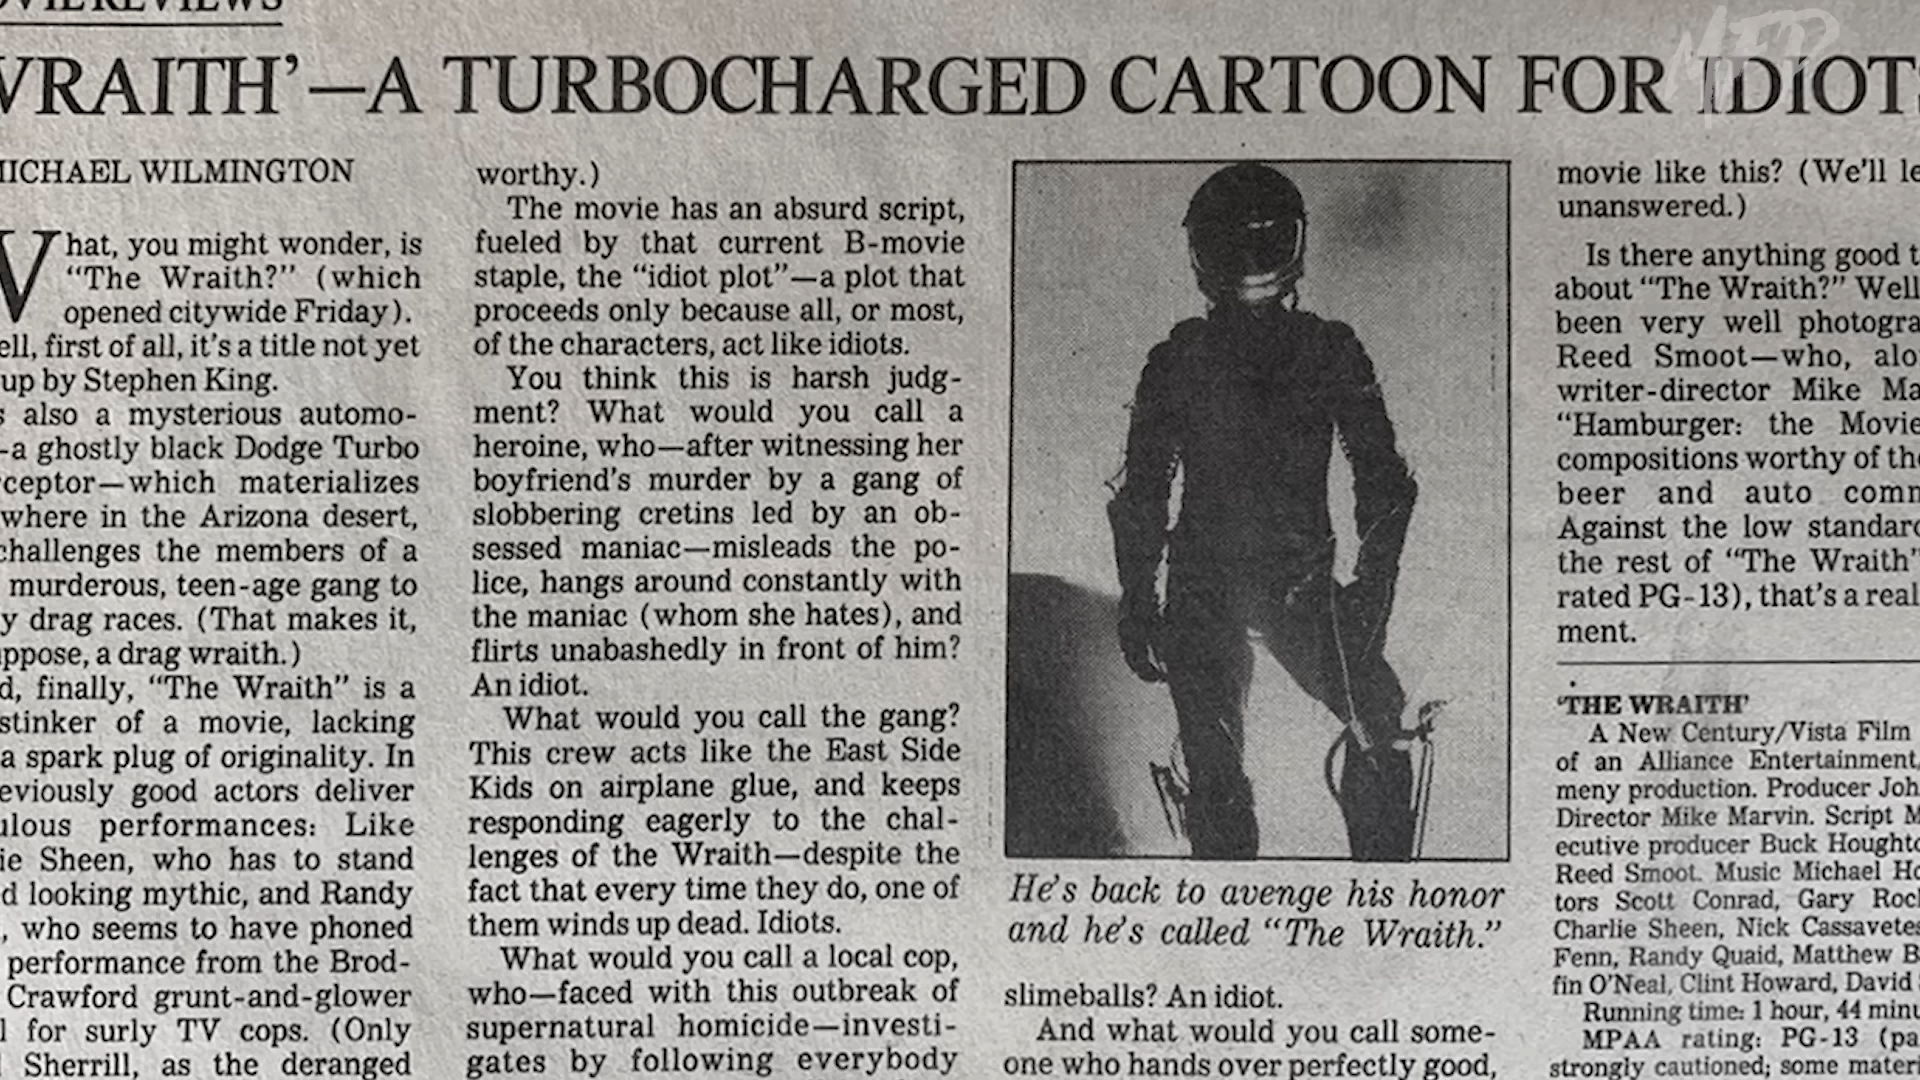 OVIE REVIEWS
MFD
WRAITH'—A TURBOCHARGED CARTOON FOR IDIOTS
MICHAEL WILMINGTON
What, you might wonder, is
“The Wraith?” (which
opened citywide Friday).
ell, first of all, it's a title not yet
up by Stephen King.
s also a mysterious automo-
-a ghostly black Dodge Turbo
rceptor—which materializes
where in the Arizona desert,
challenges the members of a
murderous, teen-age gang to
y drag races. (That makes it,
uppose, a drag wraith.)
d, finally, “The Wraith” is a
stinker of a movie, lacking
a spark plug of originality. In
eviously good actors deliver
ulous performances: Like
ie Sheen, who has to stand
d looking mythic, and Randy
, who seems to have phoned
performance from the Brod-
Crawford grunt-and-glower
l for surly TV cops. (Only
Sherrill, as the deranged
worthy.)
The movie has an absurd script,
fueled by that current B-movie
staple, the “idiot plot”—a plot that
proceeds only because all, or most,
of the characters, act like idiots.
You think this is harsh judg-
ment? What would you call a
heroine, who—after witnessing her
boyfriend's murder by a gang of
slobbering cretins led by an ob-
sessed maniac—misleads the po-
lice, hangs around constantly with
the maniac (whom she hates), and
flirts unabashedly in front of him?
An idiot.
What would you call the gang?
This crew acts like the East Side
Kids on airplane glue, and keeps
responding eagerly to the chal-
lenges of the Wraith—despite the
fact that every time they do, one of
them winds up dead. Idiots.
What would you call a local cop,
who—faced with this outbreak of
supernatural homicide—investi-
gates by following everybody
He's back to avenge his honor
and he's called “The Wraith.”
slimeballs? An idiot.
And what would you call some-
one who hands over perfectly good,
movie like this? (We'll le
unanswered.)
Is there anything good t
about “The Wraith?” Well
been very well photogra
Reed Smoot—who, alo
writer-director Mike Ma
“Hamburger: the Movie
compositions worthy of the
beer and auto comm
Against the low standard
the rest of “The Wraith”
rated PG-13), that's a real
ment.
‘THE WRAITH’
A New Century/Vista Film
of an Alliance Entertainment,
meny production. Producer Joh
Director Mike Marvin. Script M
ecutive producer Buck Houghto
Reed Smoot. Music Michael Ho
tors Scott Conrad, Gary Rock
Charlie Sheen, Nick Cassavetes
Fenn, Randy Quaid, Matthew B
fin O'Neal, Clint Howard, David
Running time: 1 hour, 44 minu
MPAA rating: PG-13 (pa
strongly cautioned; some materi